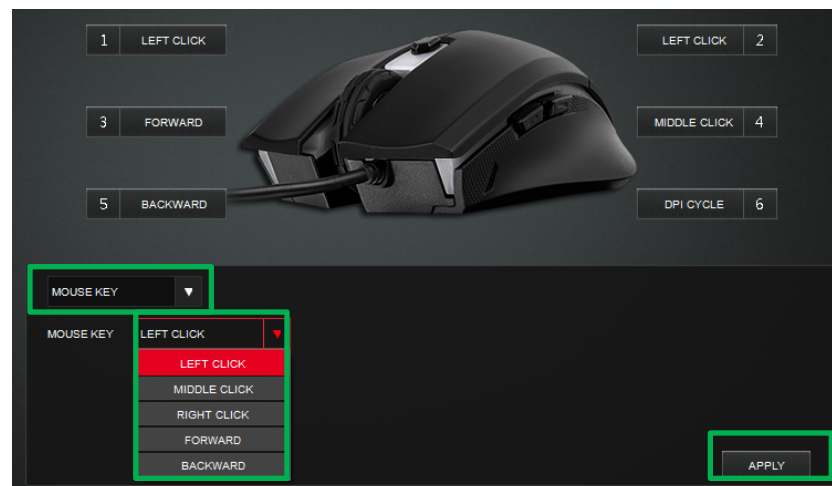 1 LEFT CLICK
LEFT CLICK 2
3 FORWARD
MIDDLE CLICK 4
5 BACKWARD
DPI CYCLE 6
MOUSE KEY
MOUSE KEY LEFT CLICK
LEFT CLICK
MIDDLE CLICK
RIGHT CLICK
FORWARD
BACKWARD
APPLY